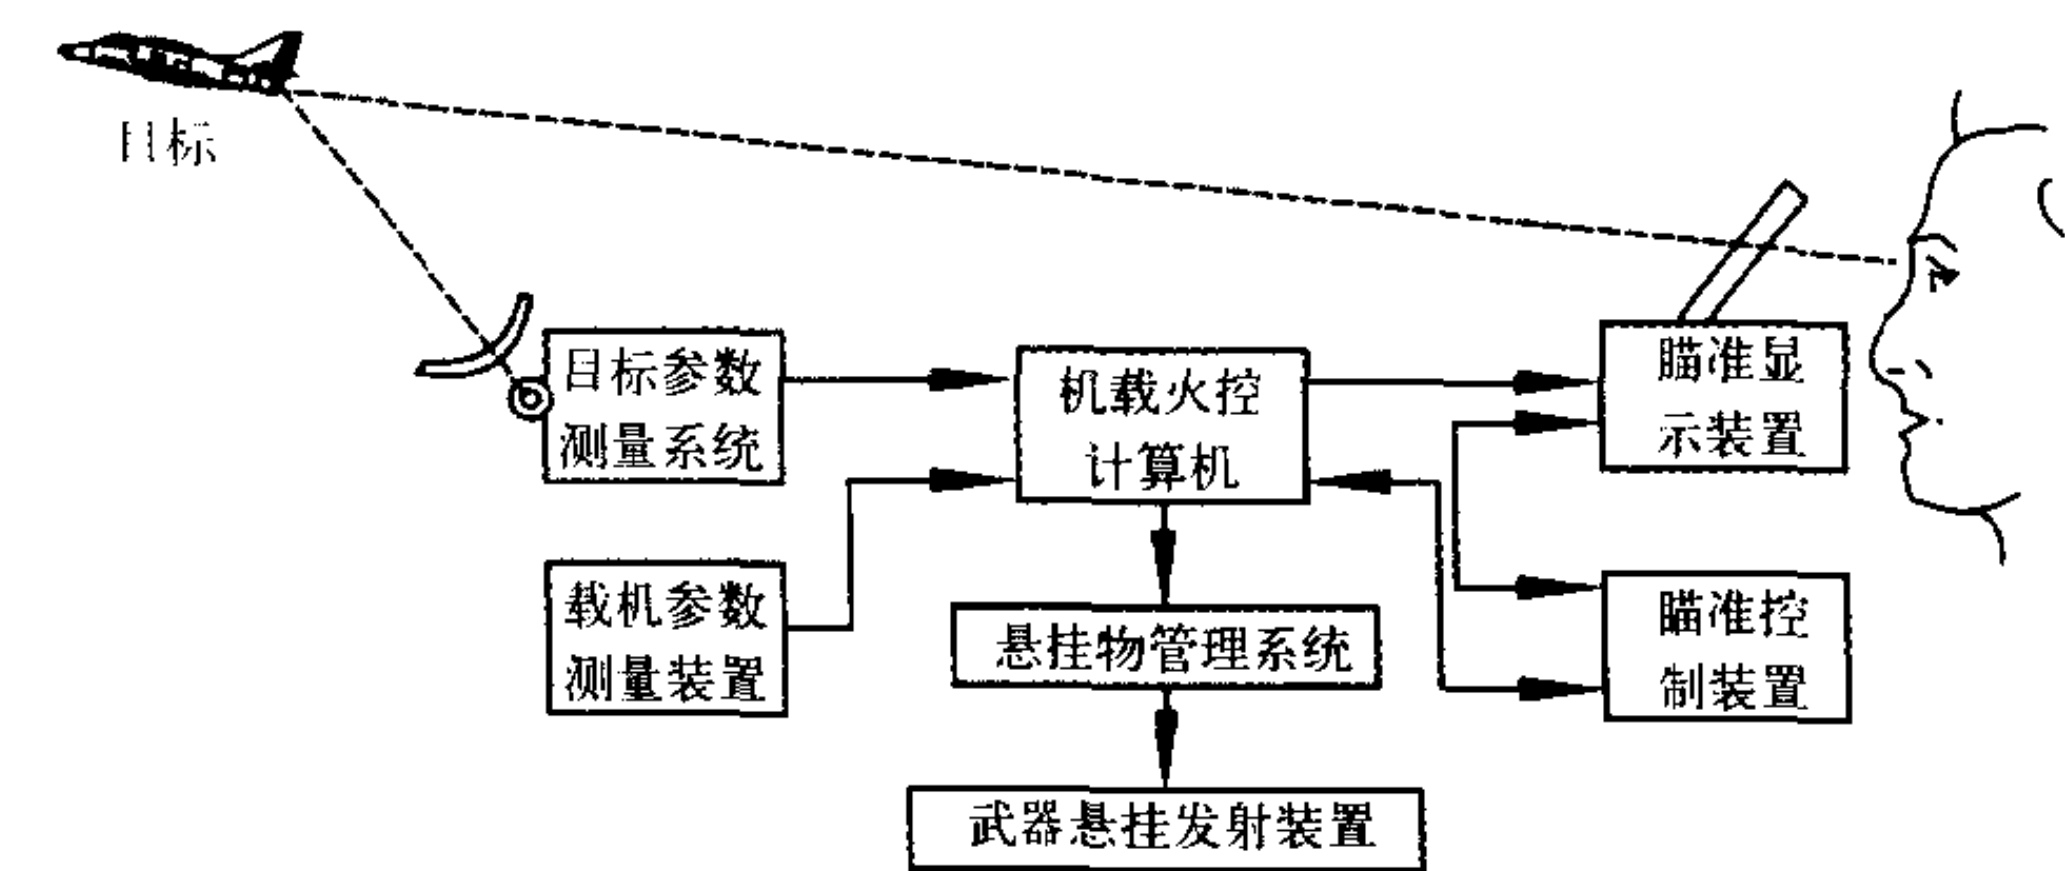 目标
目标参数
测量系统
机载火控
计算机
瞄准显
示装置
载机参数
测量装置
悬挂物管理系统
瞄准控
制装置
武器悬挂发射装置